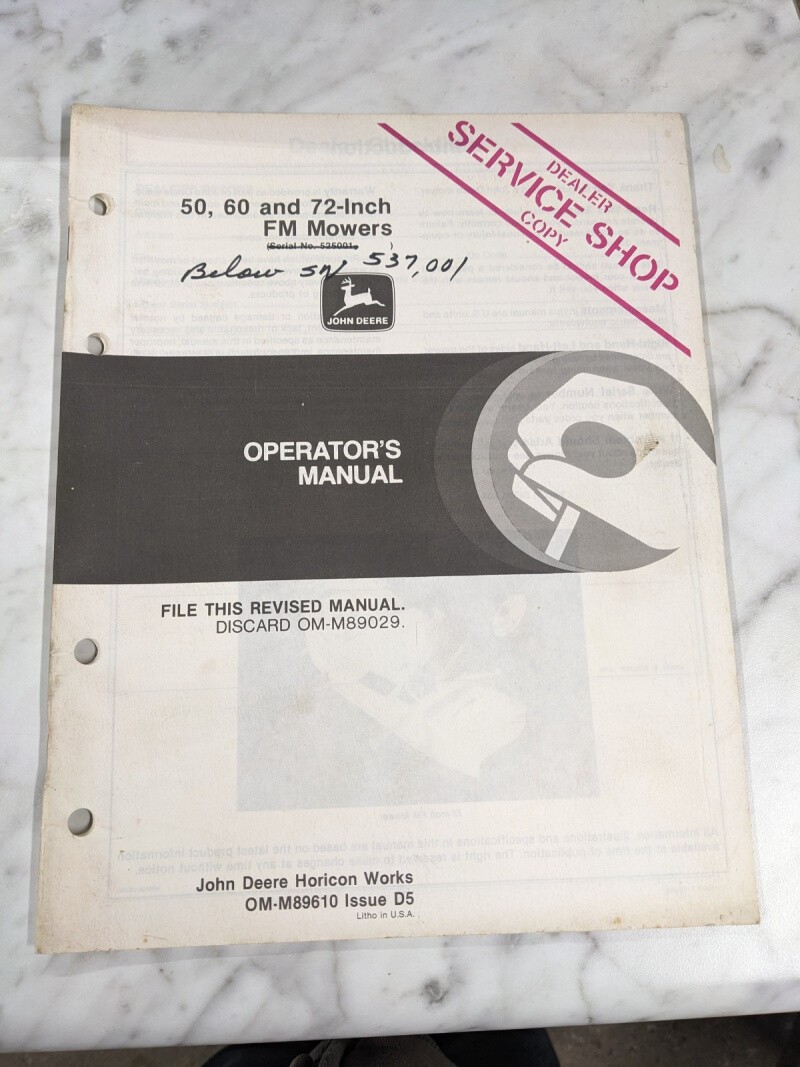 50, 60 and 72-Inch
FM Mowers
(Serial No. 525001- )
Below SN 537,001
JOHN DEERE
DEALER
SERVICE SHOP
COPY
OPERATOR'S
MANUAL
FILE THIS REVISED MANUAL.
DISCARD OM-M89029.
John Deere Horicon Works
OM-M89610 Issue D5
Litho in U.S.A.